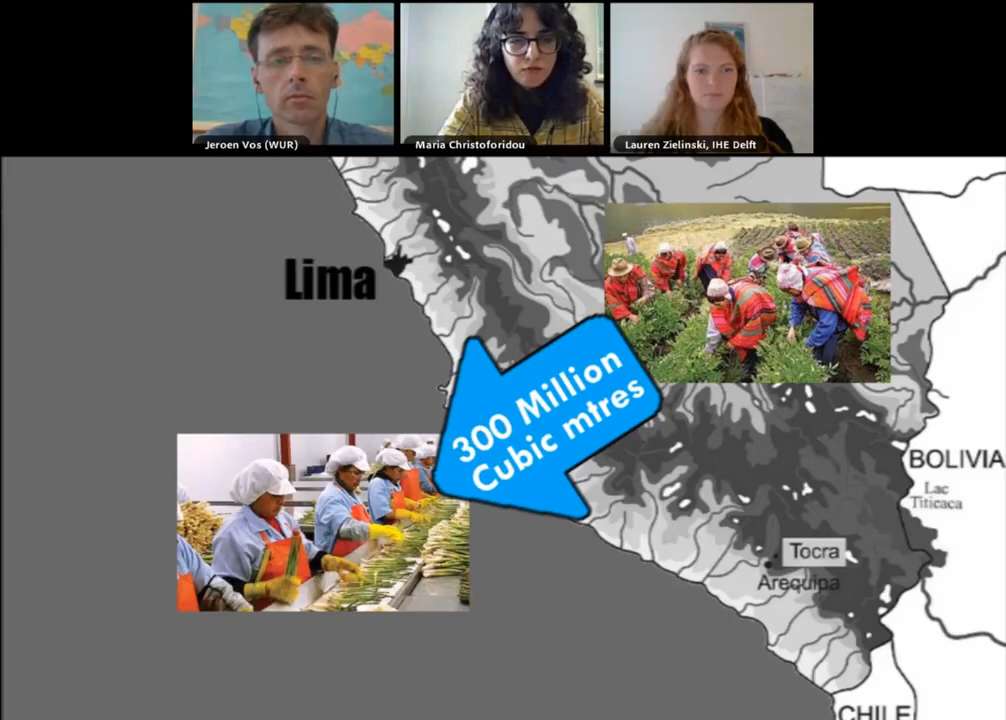 Jeroen Vos (WUR)
Maria Christoforidou
Lauren Zielinski, IHE Delft
Lima
300 Million
Cubic mtres
BOLIVIA
Lac
Titicaca
Tocra
Arequipa
CHILE